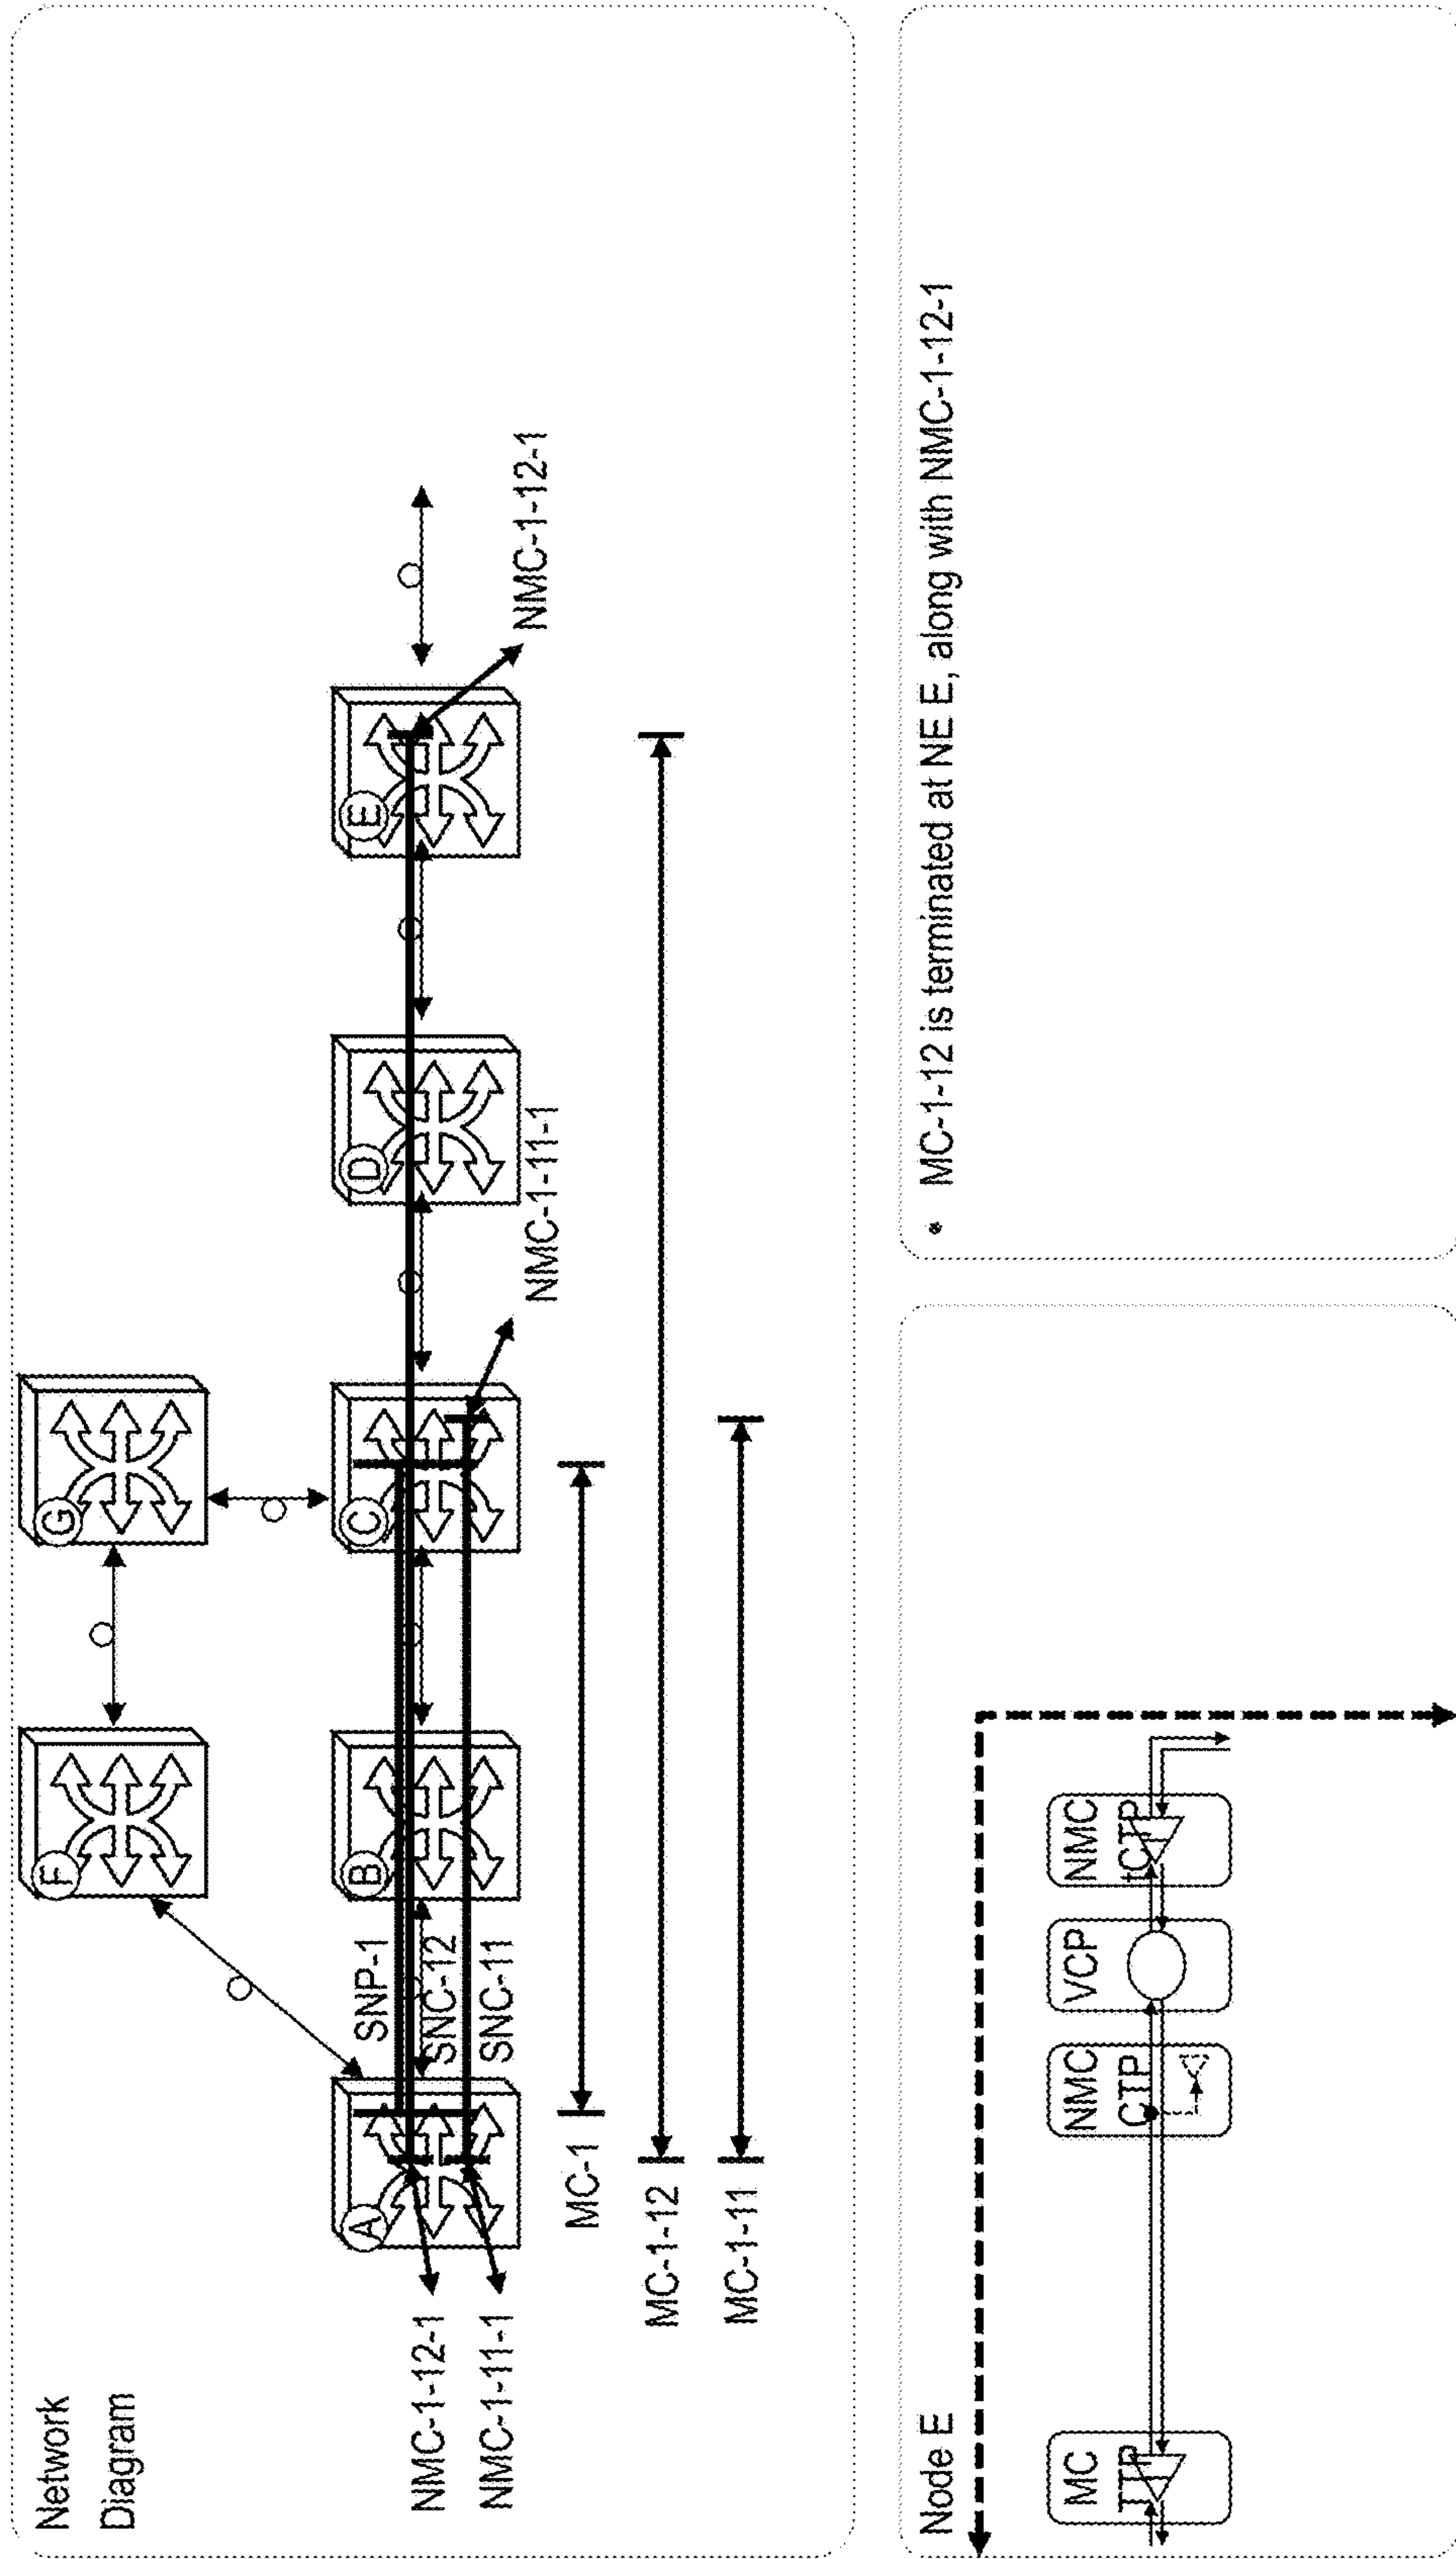 Network
Diagram
F
G
A
B
C
D
E
SNP-1
SNC-12
SNC-11
NMC-1-12-1
NMC-1-11-1
NMC-1-11-1
NMC-1-12-1
MC-1
MC-1-12
MC-1-11
Node E
MC
TTP
NMC
CTP
VCP
NMC
tCTP
• MC-1-12 is terminated at NE E, along with NMC-1-12-1